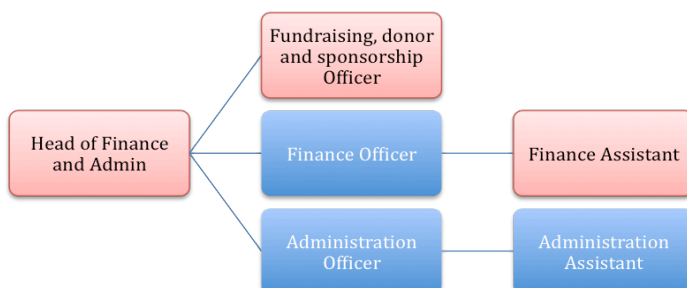 Fundraising, donor
and sponsorship
Officer
Head of Finance
and Admin
Finance Officer
Finance Assistant
Administration
Officer
Administration
Assistant